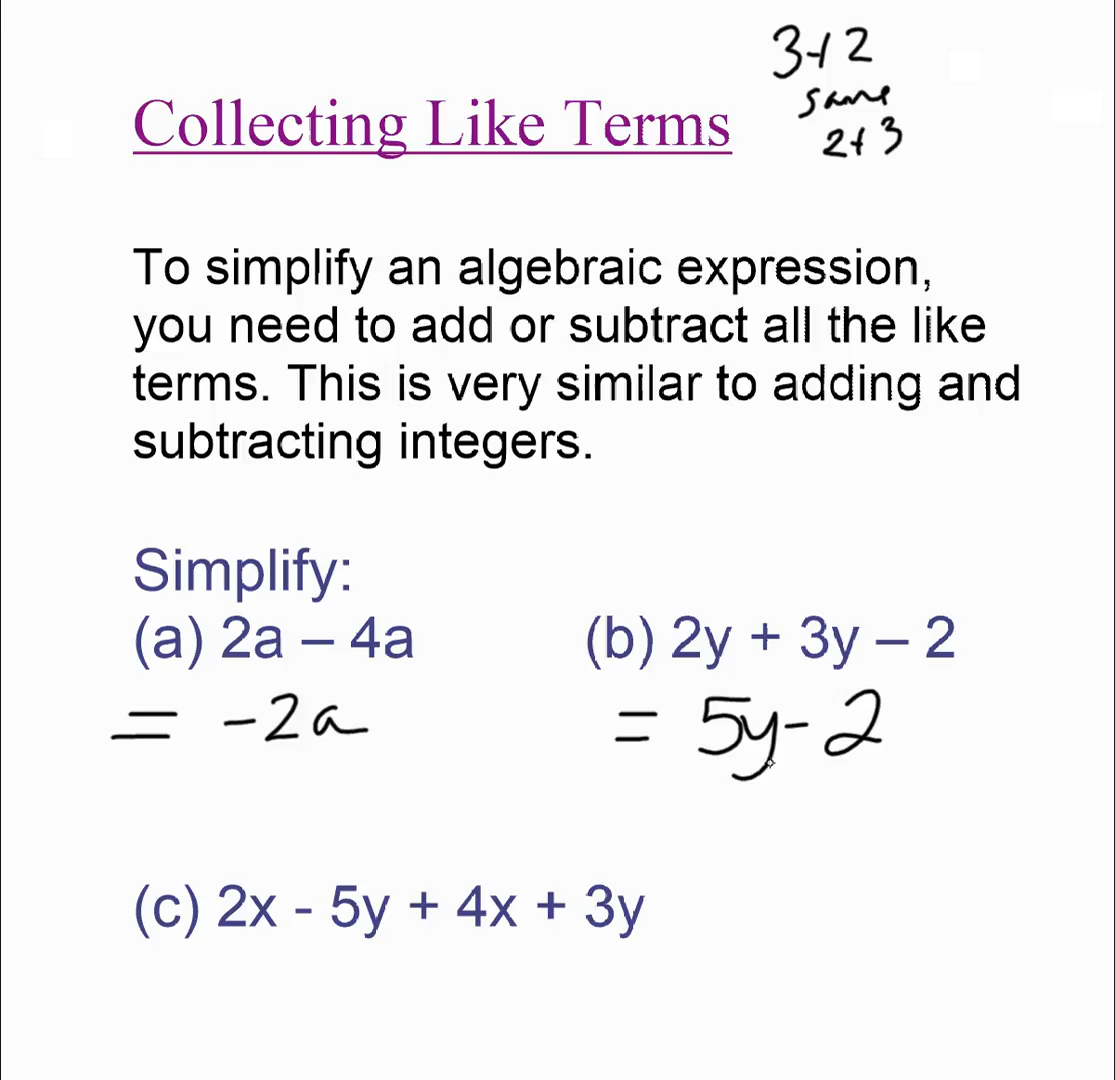 3+2
same
2+3
Collecting Like Terms
To simplify an algebraic expression,
you need to add or subtract all the like
terms. This is very similar to adding and
subtracting integers.
Simplify:
(a) 2a – 4a (b) 2y + 3y – 2
= -2a = 5y-2
(c) 2x - 5y + 4x + 3y